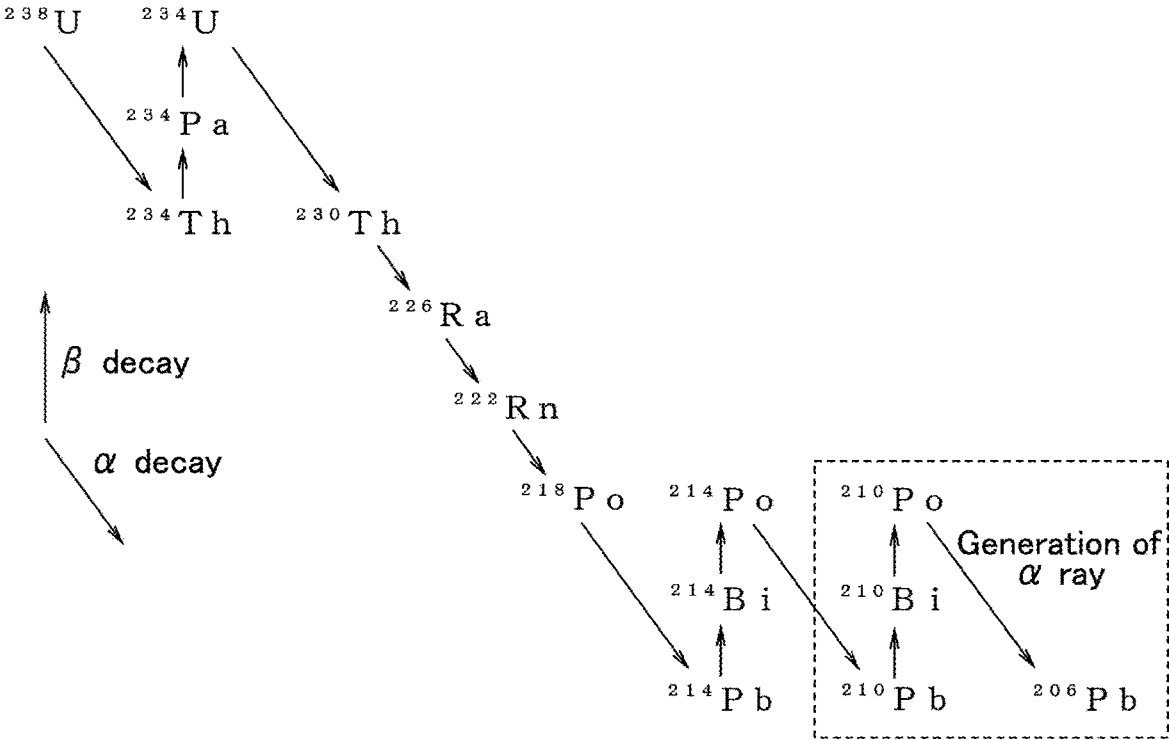 ²³⁸U ²³⁴U
²³⁴Pa
²³⁴Th ²³⁰Th
²²⁶Ra
β decay
²²²Rn
α decay
²¹⁸Po ²¹⁴Po ²¹⁰Po
Generation of
α ray
²¹⁴Bi ²¹⁰Bi
²¹⁴Pb ²¹⁰Pb ²⁰⁶Pb